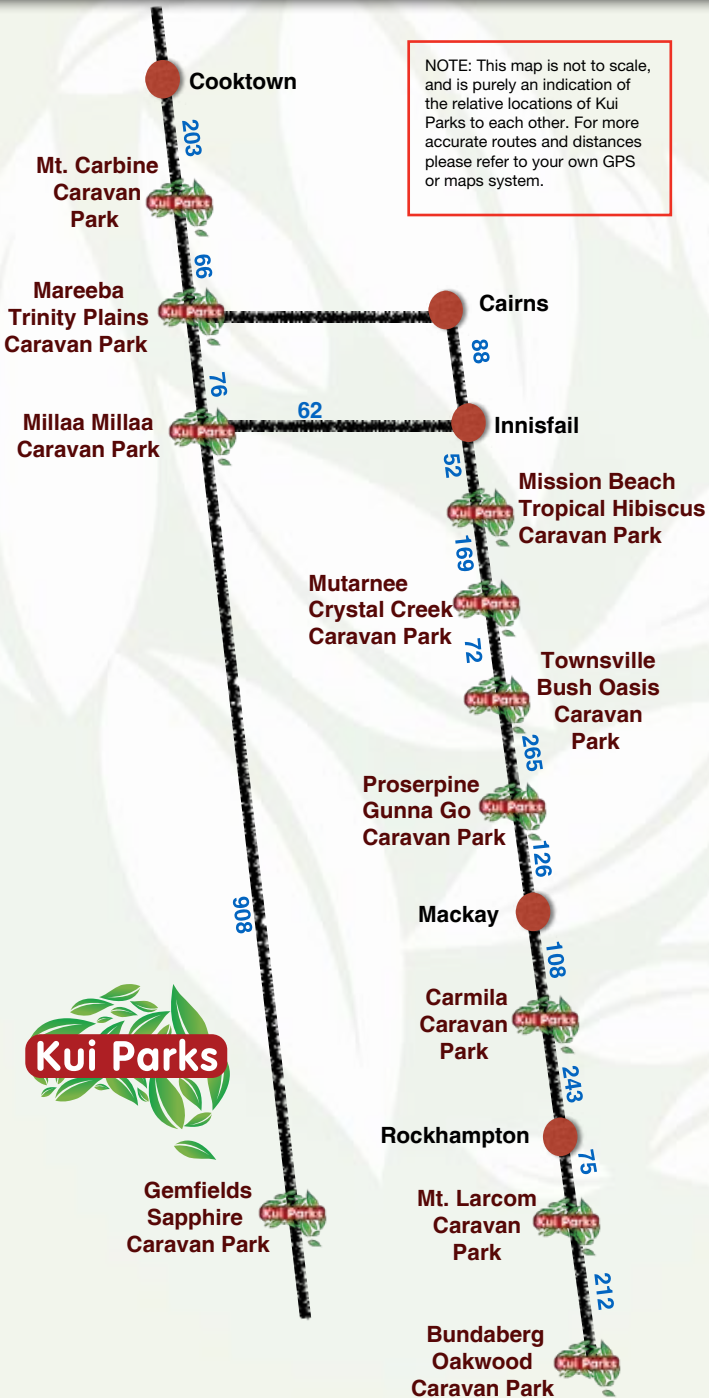 Cooktown
NOTE: This map is not to scale,
and is purely an indication of
the relative locations of Kui
Parks to each other. For more
accurate routes and distances
please refer to your own GPS
or maps system.
203
Mt. Carbine
Caravan
Park
Kui Parks
66
Mareeba
Trinity Plains
Caravan Park
Kui Parks
Cairns
88
76
62
Millaa Millaa
Caravan Park
Kui Parks
Innisfail
52
Mission Beach
Tropical Hibiscus
Caravan Park
Kui Parks
169
Mutarnee
Crystal Creek
Caravan Park
Kui Parks
72
Townsville
Bush Oasis
Caravan
Park
Kui Parks
265
Proserpine
Gunna Go
Caravan Park
Kui Parks
126
908
Mackay
108
Carmila
Caravan
Park
Kui Parks
Kui Parks
243
Rockhampton
75
Gemfields
Sapphire
Caravan Park
Kui Parks
Mt. Larcom
Caravan
Park
Kui Parks
212
Bundaberg
Oakwood
Caravan Park
Kui Parks